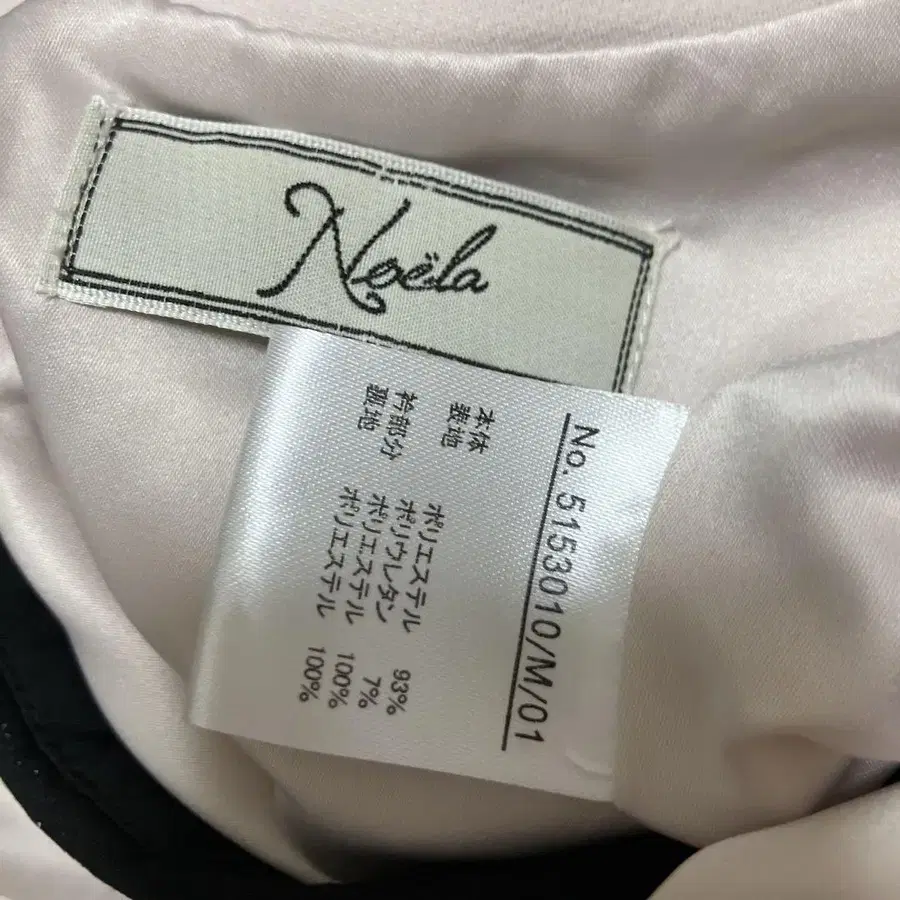 Noëla
No. 5153010/M/01
本体
表地 ポリエステル 93%
ポリウレタン 7%
衿部分 ポリエステル 100%
裏地 ポリエステル 100%